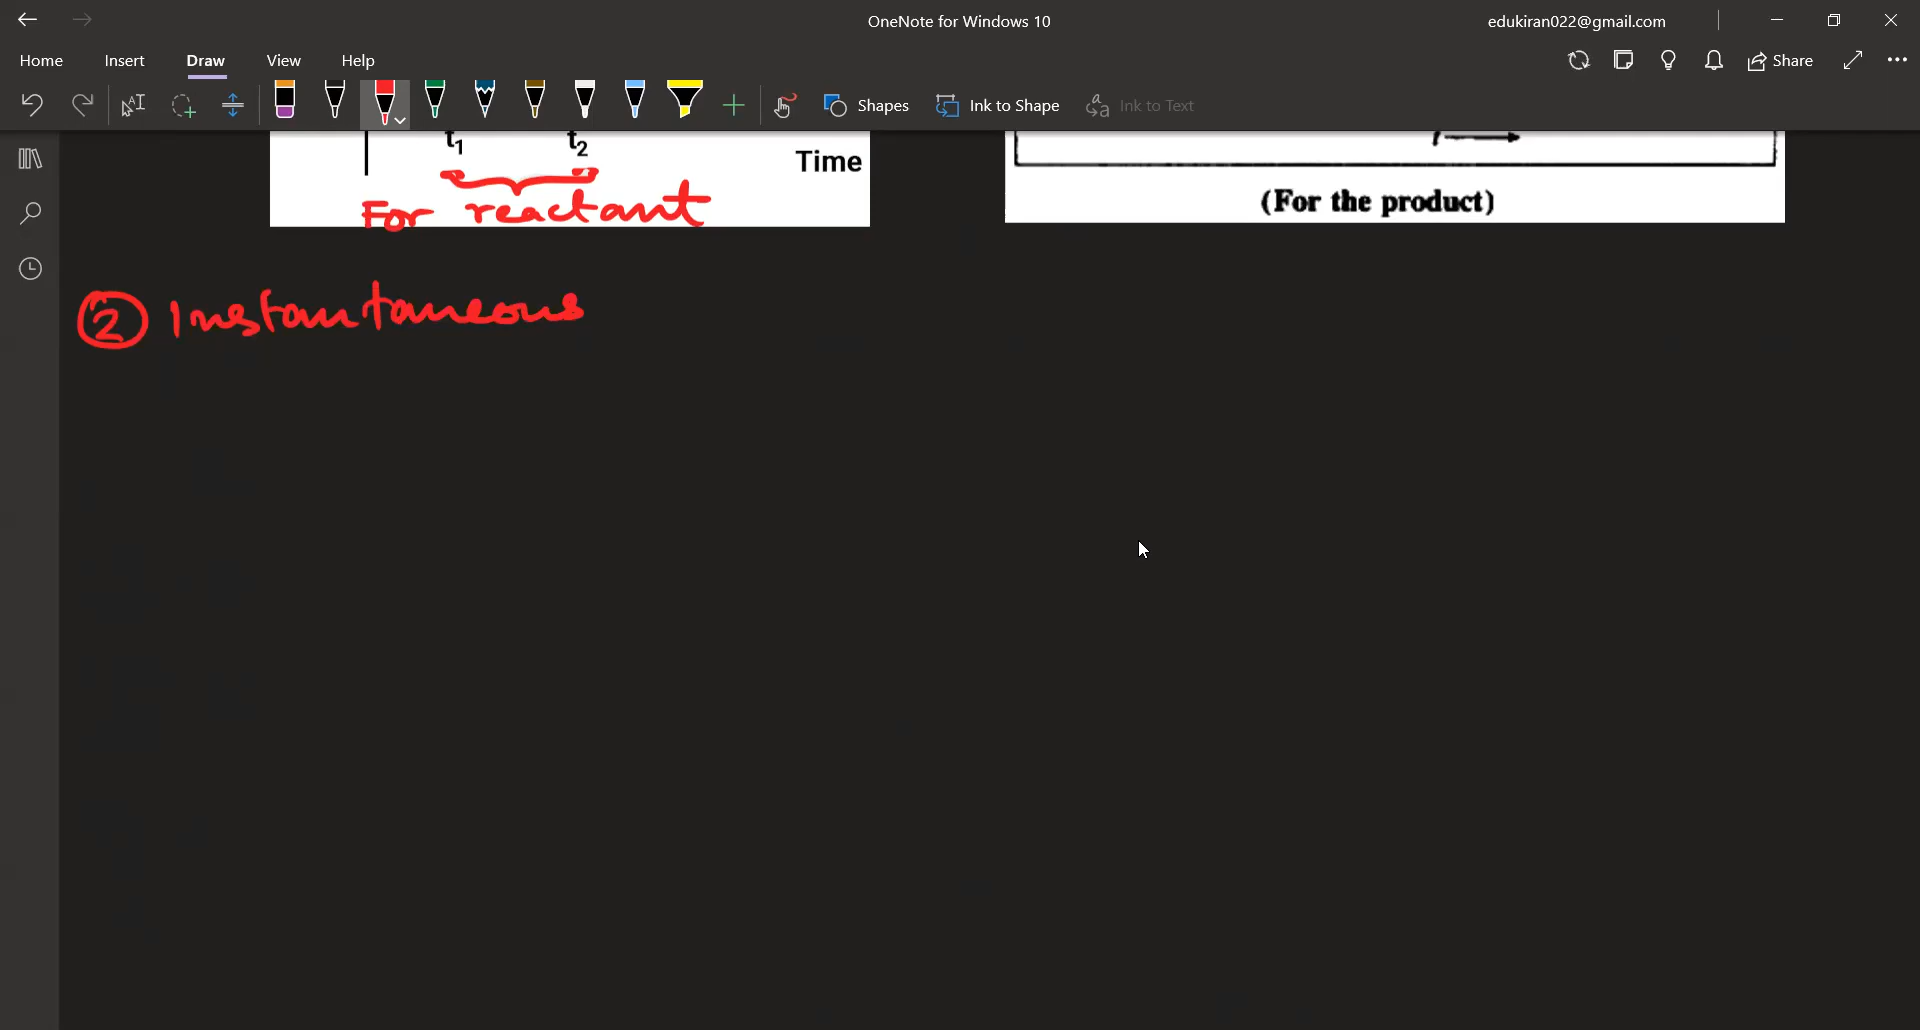 OneNote for Windows 10
edukiran022@gmail.com
Home Insert Draw View Help
Share
Shapes Ink to Shape Ink to Text
t1 t2
Time
For reactant
(For the product)
② Instantaneous